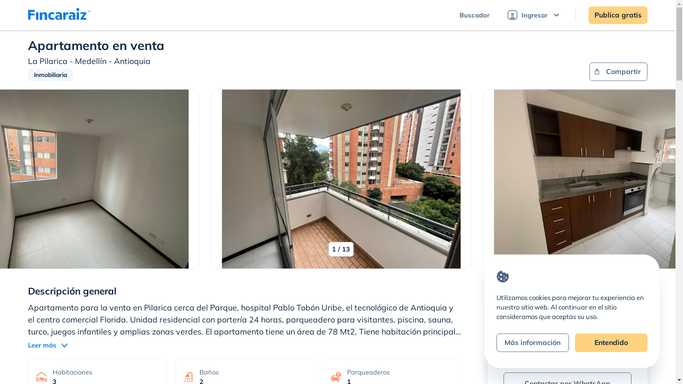 Fincaraiz
Buscador
Ingresar
Publica gratis
Apartamento en venta
La Pilarica - Medellín - Antioquia
Inmobiliaria
Compartir
1 / 13
Descripción general
Apartamento para la venta en Pilarica cerca del Parque, hospital Pablo Tobón Uribe, el tecnológico de Antioquia y
el centro comercial Florida. Unidad residencial con portería 24 horas, parqueadero para visitantes, piscina, sauna,
turco, juegos infantiles y amplias zonas verdes. El apartamento tiene un área de 78 Mt2, Tiene habitación principal...
Leer más
Habitaciones
3
Baños
2
Parqueaderos
1
Utilizamos cookies para mejorar tu experiencia en
nuestro sitio web. Al continuar en el sitio
consideramos que aceptas su uso.
Más información
Entendido
Contactar por WhatsApp